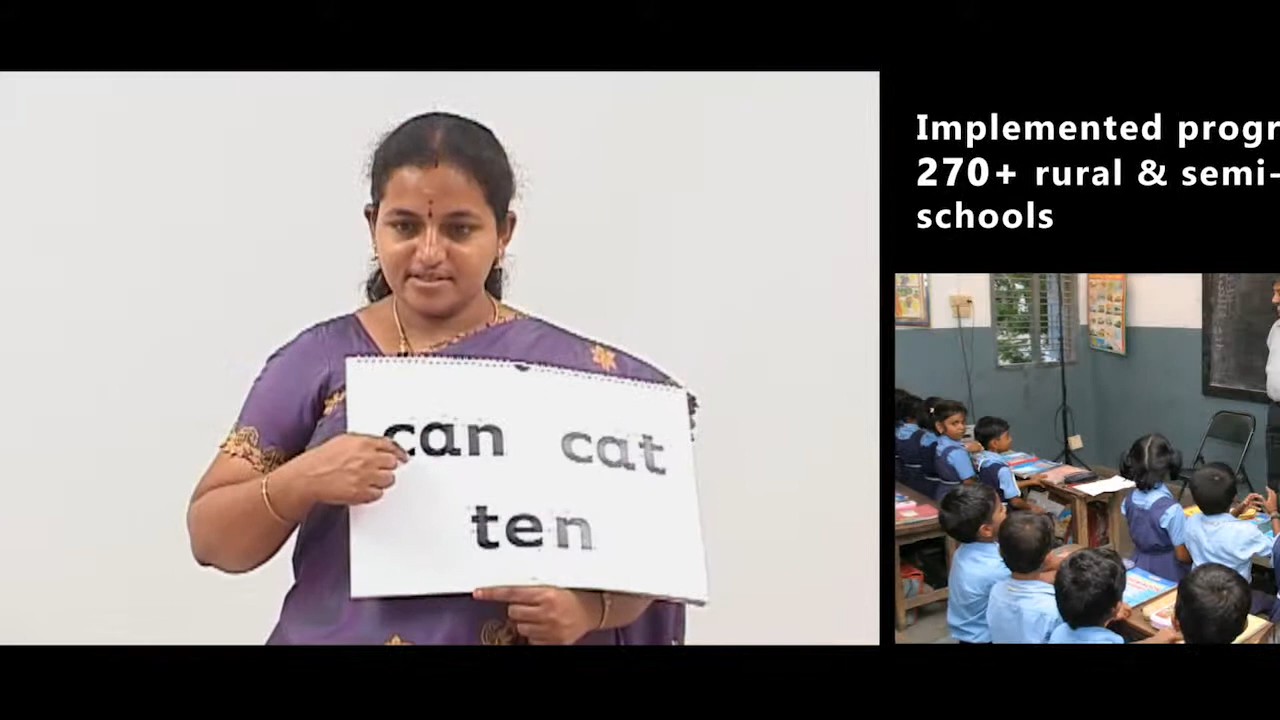 can cat
ten
Implemented progr
270+ rural & semi-
schools